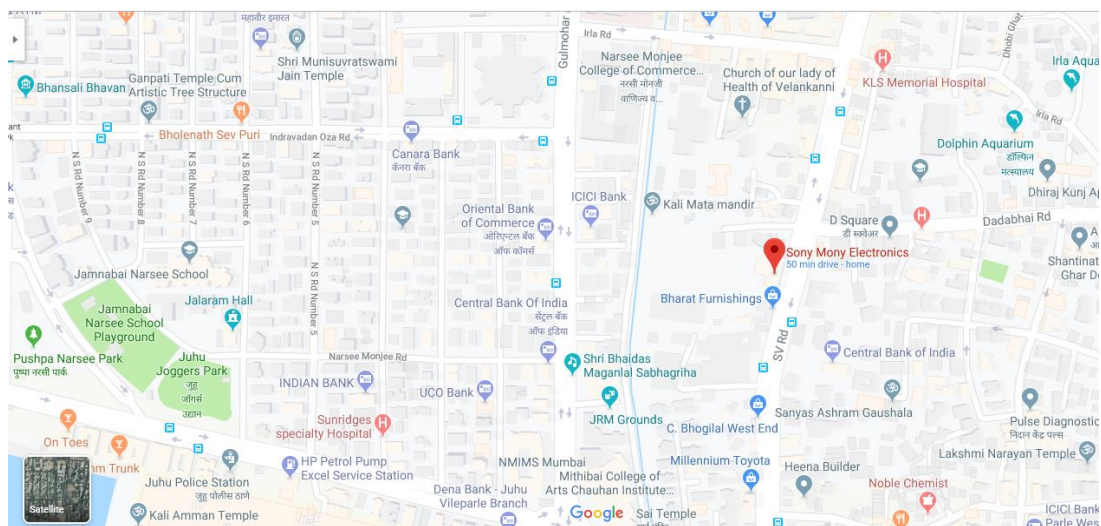 महावीर इमारत
Shri Munisuvratswami
Jain Temple
Bhansali Bhavan
Ganpati Temple Cum
Artistic Tree Structure
Bholenath Sev Puri
Indravadan Oza Rd
Gulmohar
Irla Rd
Narsee Monjee
College of Commerce...
नरसी मोनजी
वाणिज्य व...
Church of our lady of
Health of Velankanni
KLS Memorial Hospital
Dhobi Ghat
Irla Aqua
Irla Rd
Dolphin Aquarium
डॉल्फिन
मत्स्यालय
Dhiraj Kunj Ap
Canara Bank
कॅनरा बँक
N S Rd Number 9
N S Rd Number 8
N S Rd Number 7
N S Rd Number 6
N S Rd Number 5
ICICI Bank
Kali Mata mandir
Oriental Bank
of Commerce
ओरिएन्टल बँक
ऑफ कॉमर्स
D Square
डी स्क्वेअर
Dadabhai Rd
Sony Mony Electronics
50 min drive - home
Shantinat
Ghar De
Jamnabai Narsee School
Jamnabai
Narsee School
Playground
Jalaram Hall
N S Rd Number 5
Central Bank Of India
सेंट्रल बँक
ऑफ इंडिया
Bharat Furnishings
SV Rd
Pushpa Narsee Park
पुष्पा नरसी पार्क
Juhu
Joggers Park
जुहू
जॉगर्स
उद्यान
Narsee Monjee Rd
INDIAN BANK
UCO Bank
Shri Bhaidas
Maganlal Sabhagriha
Central Bank of India
JRM Grounds
Sunridges
specialty Hospital
C. Bhogilal West End
Sanyas Ashram Gaushala
Pulse Diagnostic
निदान केंद्र पल्स
On Toes
HP Petrol Pump
Excel Service Station
NMIMS Mumbai
Mithibai College of
Arts Chauhan Institute...
Millennium Toyota
Heena Builder
Lakshmi Narayan Temple
Juhu Police Station
जुहू पोलीस ठाणे
Dena Bank - Juhu
Vileparle Branch
Noble Chemist
Satellite
Kali Amman Temple
Google
Sai Temple
ICICI Bank